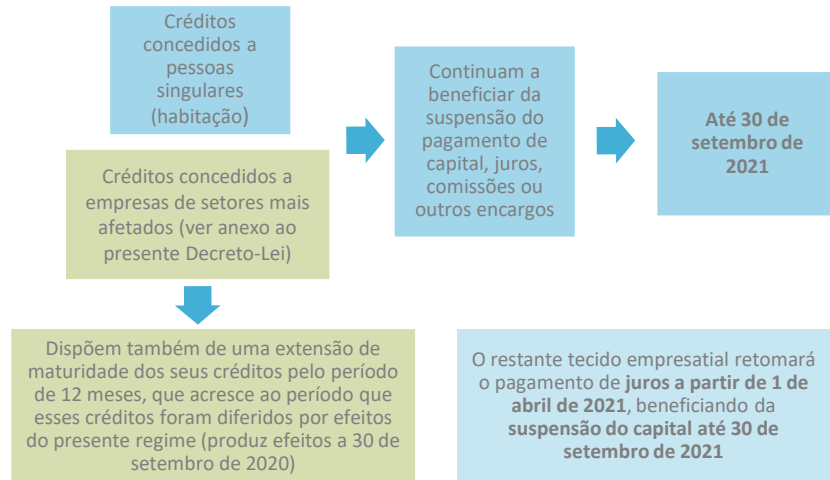 Créditos
concedidos a
pessoas
singulares
(habitação)
Créditos concedidos a
empresas de setores mais
afetados (ver anexo ao
presente Decreto-Lei)
Continuam a
beneficiar da
suspensão do
pagamento de
capital, juros,
comissões ou
outros encargos
Até 30 de
setembro de
2021
Dispõem também de uma extensão de
maturidade dos seus créditos pelo período
de 12 meses, que acresce ao período que
esses créditos foram diferidos por efeitos
do presente regime (produz efeitos a 30 de
setembro de 2020)
O restante tecido empresatial retomará
o pagamento de juros a partir de 1 de
abril de 2021, beneficiando da
suspensão do capital até 30 de
setembro de 2021